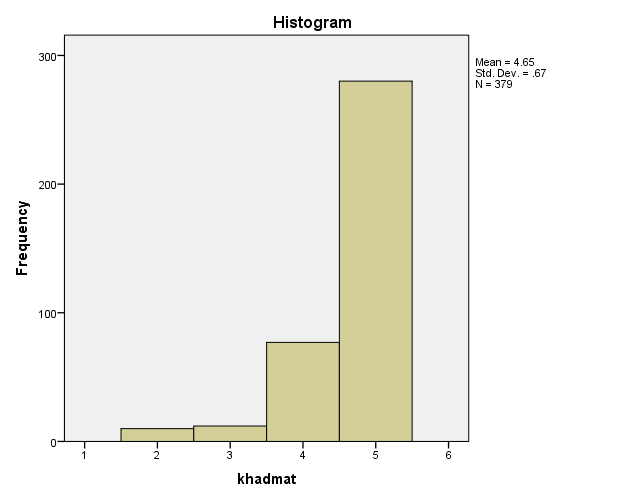 Histogram
300
200
100
0
Frequency
1 2 3 4 5 6
khadmat
Mean = 4.65
Std. Dev. = .67
N = 379